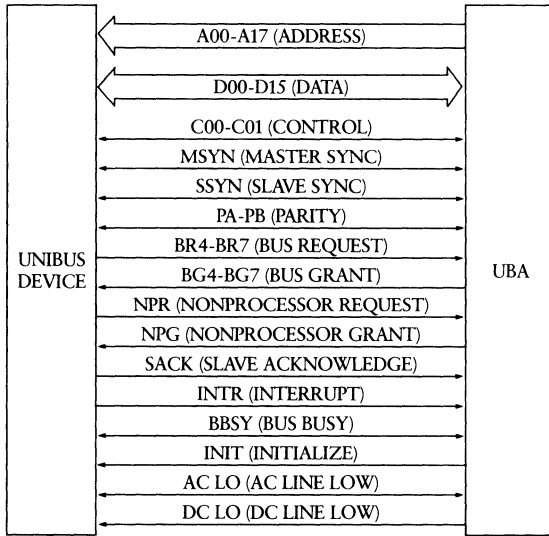 A00-A17 (ADDRESS)
D00-D15 (DATA)
C00-C01 (CONTROL)
MSYN (MASTER SYNC)
SSYN (SLAVE SYNC)
PA-PB (PARITY)
BR4-BR7 (BUS REQUEST)
UNIBUS
DEVICE
BG4-BG7 (BUS GRANT)
UBA
NPR (NONPROCESSOR REQUEST)
NPG (NONPROCESSOR GRANT)
SACK (SLAVE ACKNOWLEDGE)
INTR (INTERRUPT)
BBSY (BUS BUSY)
INIT (INITIALIZE)
AC LO (AC LINE LOW)
DC LO (DC LINE LOW)